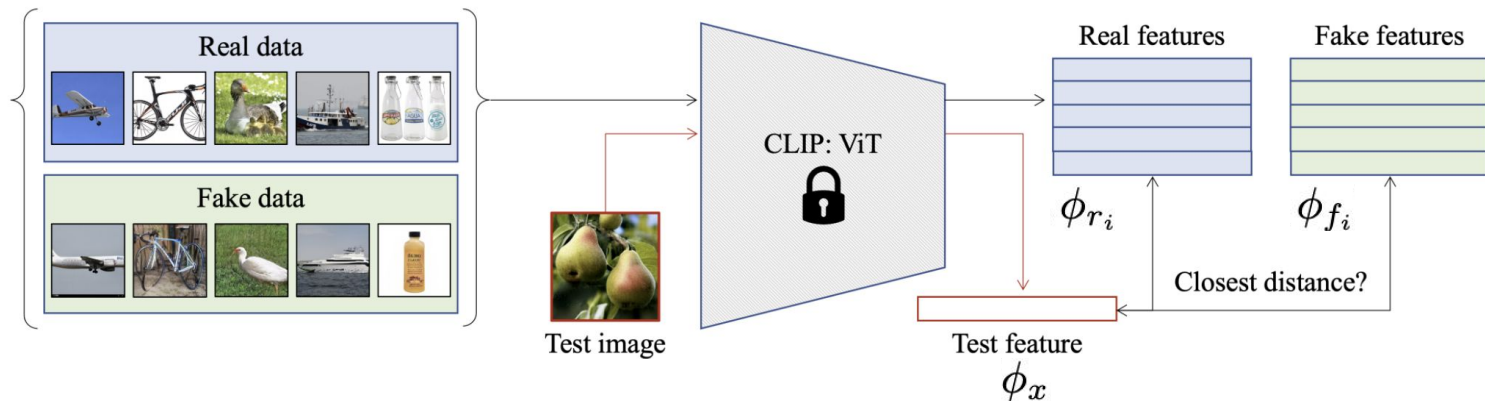 Real data
Fake data
Test image
CLIP: ViT
Real features
Fake features
ϕ_{r_i}
ϕ_{f_i}
Closest distance?
Test feature
ϕ_x